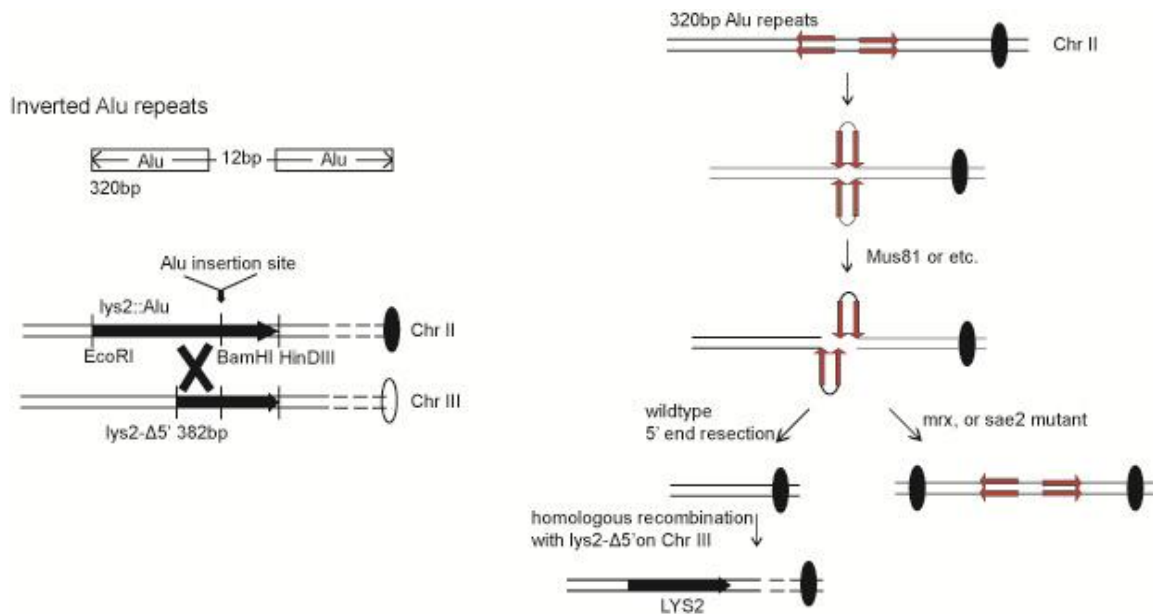 Inverted Alu repeats
Alu 12bp Alu
320bp
Alu insertion site
lys2::Alu
Chr II
EcoRI BamHI HinDIII
Chr III
lys2-Δ5' 382bp
320bp Alu repeats
Chr II
Mus81 or etc.
wildtype
5' end resection
mrx, or sae2 mutant
homologous recombination
with lys2-Δ5'on Chr III
LYS2